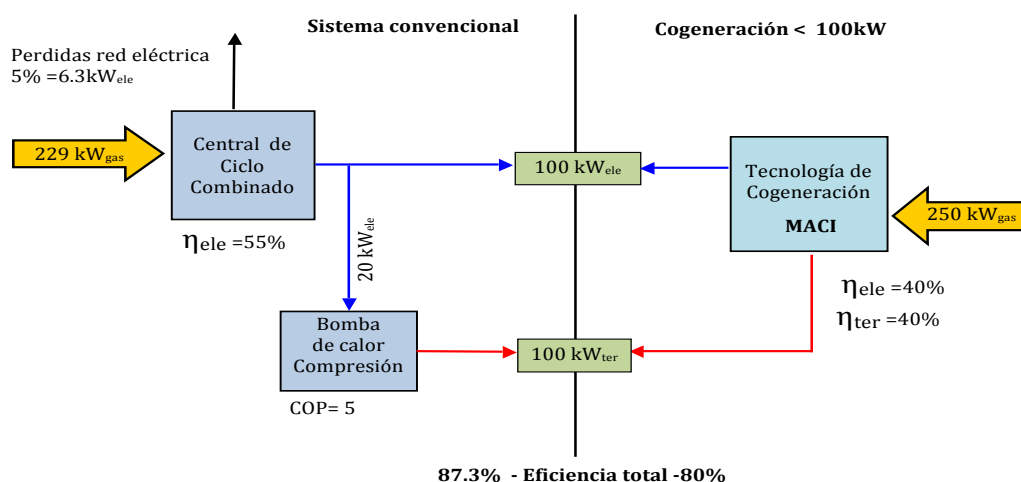 Sistema convencional
Cogeneración < 100kW
Perdidas red eléctrica
5% =6.3kWele
229 kWgas
Central de
Ciclo
Combinado
ηele =55%
20 kWele
Bomba
de calor
Compresión
COP= 5
100 kWele
100 kWter
Tecnología de
Cogeneración
MACI
250 kWgas
ηele =40%
ηter =40%
87.3% - Eficiencia total -80%